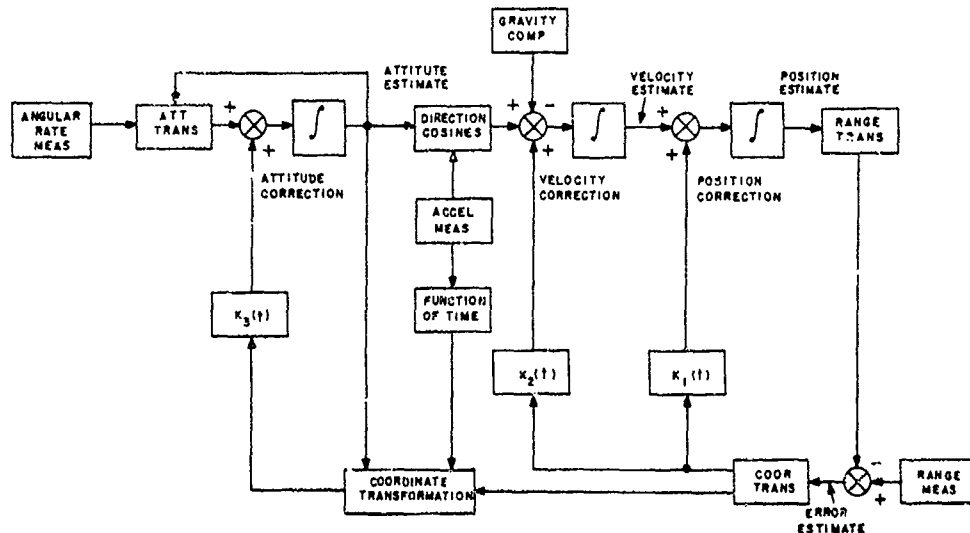 GRAVITY
COMP
ATTITUTE
ESTIMATE
VELOCITY
ESTIMATE
POSITION
ESTIMATE
ANGULAR
RATE
MEAS
ATT
TRANS
+
+
∫
DIRECTION
COSINES
+
-
+
∫
+
+
∫
RANGE
TRANS
ATTITUDE
CORRECTION
VELOCITY
CORRECTION
POSITION
CORRECTION
ACCEL
MEAS
FUNCTION
OF TIME
K3(t)
K2(t)
K1(t)
COORDINATE
TRANSFORMATION
COOR
TRANS
-
+
RANGE
MEAS
ERROR
ESTIMATE